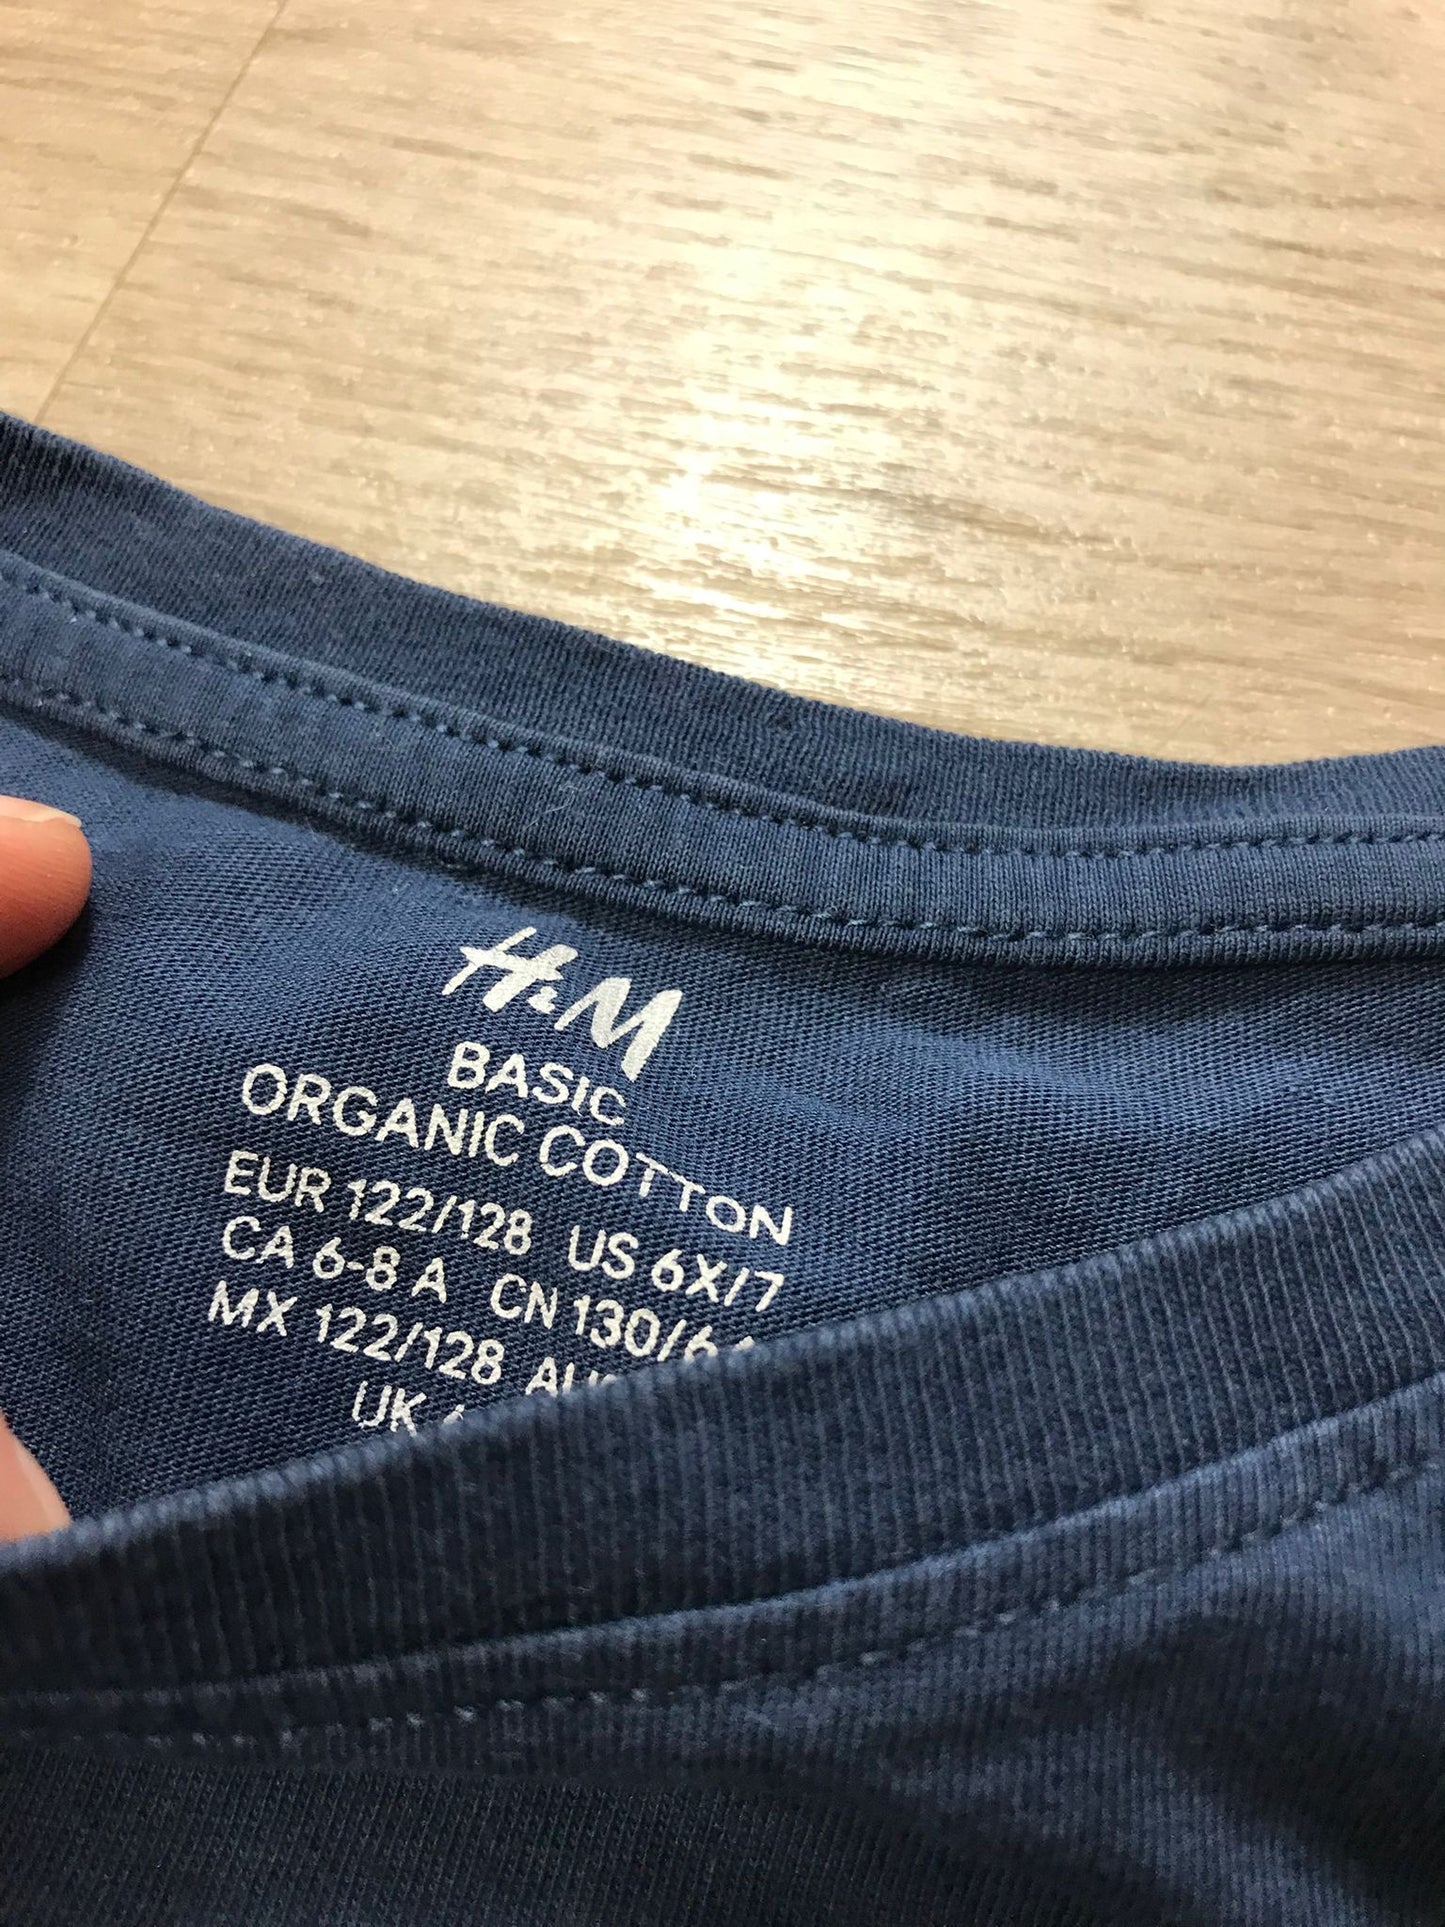 H&M
BASIC
ORGANIC COTTON
EUR 122/128 US 6X/7
CA 6-8 A CN 130/6
MX 122/128
UK